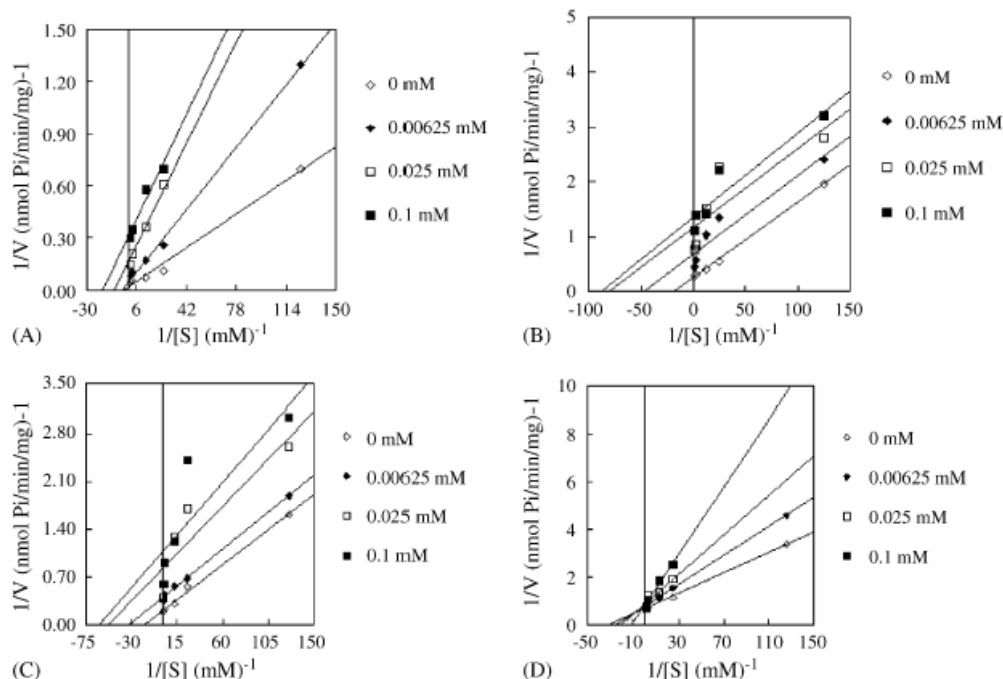 1.50
1.20
0.90
0.60
0.30
0.00
-30 6 42 78 114 150
1/V (nmol Pi/min/mg)-1
1/[S] (mM)-1
0 mM
0.00625 mM
0.025 mM
0.1 mM
(A)
5
4
3
2
1
0
-100 -50 0 50 100 150
1/V (nmol Pi/min/mg)-1
1/[S] (mM)-1
0 mM
0.00625 mM
0.025 mM
0.1 mM
(B)
3.50
2.80
2.10
1.40
0.70
0.00
-75 -30 15 60 105 150
1/V (nmol Pi/min/mg)-1
1/[S] (mM)-1
0 mM
0.00625 mM
0.025 mM
0.1 mM
(C)
10
8
6
4
2
0
-50 -10 30 70 110 150
1/V (nmol Pi/min/mg)-1
1/[S] (mM)-1
0 mM
0.00625 mM
0.025 mM
0.1 mM
(D)